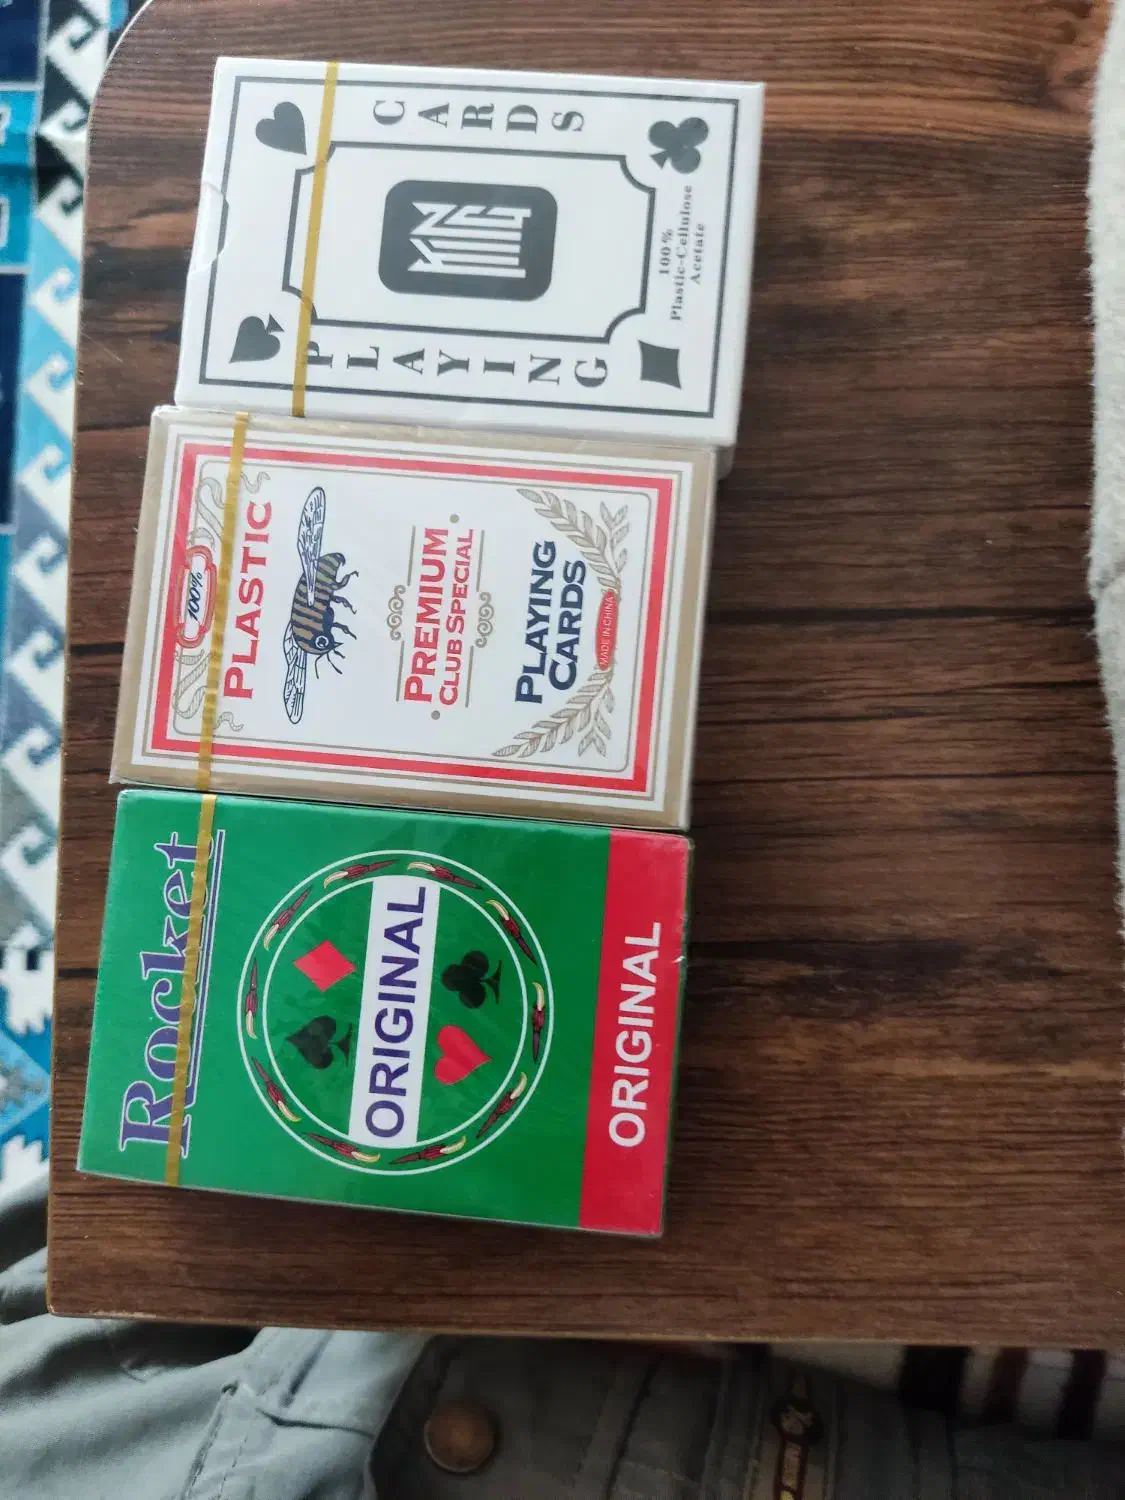 KING
PLAYING
CARDS
100%
Plastic-Cellulose
Acetate
100%
PLASTIC
PREMIUM
CLUB SPECIAL
PLAYING
CARDS
MADE IN CHINA
Rocket
ORIGINAL
ORIGINAL